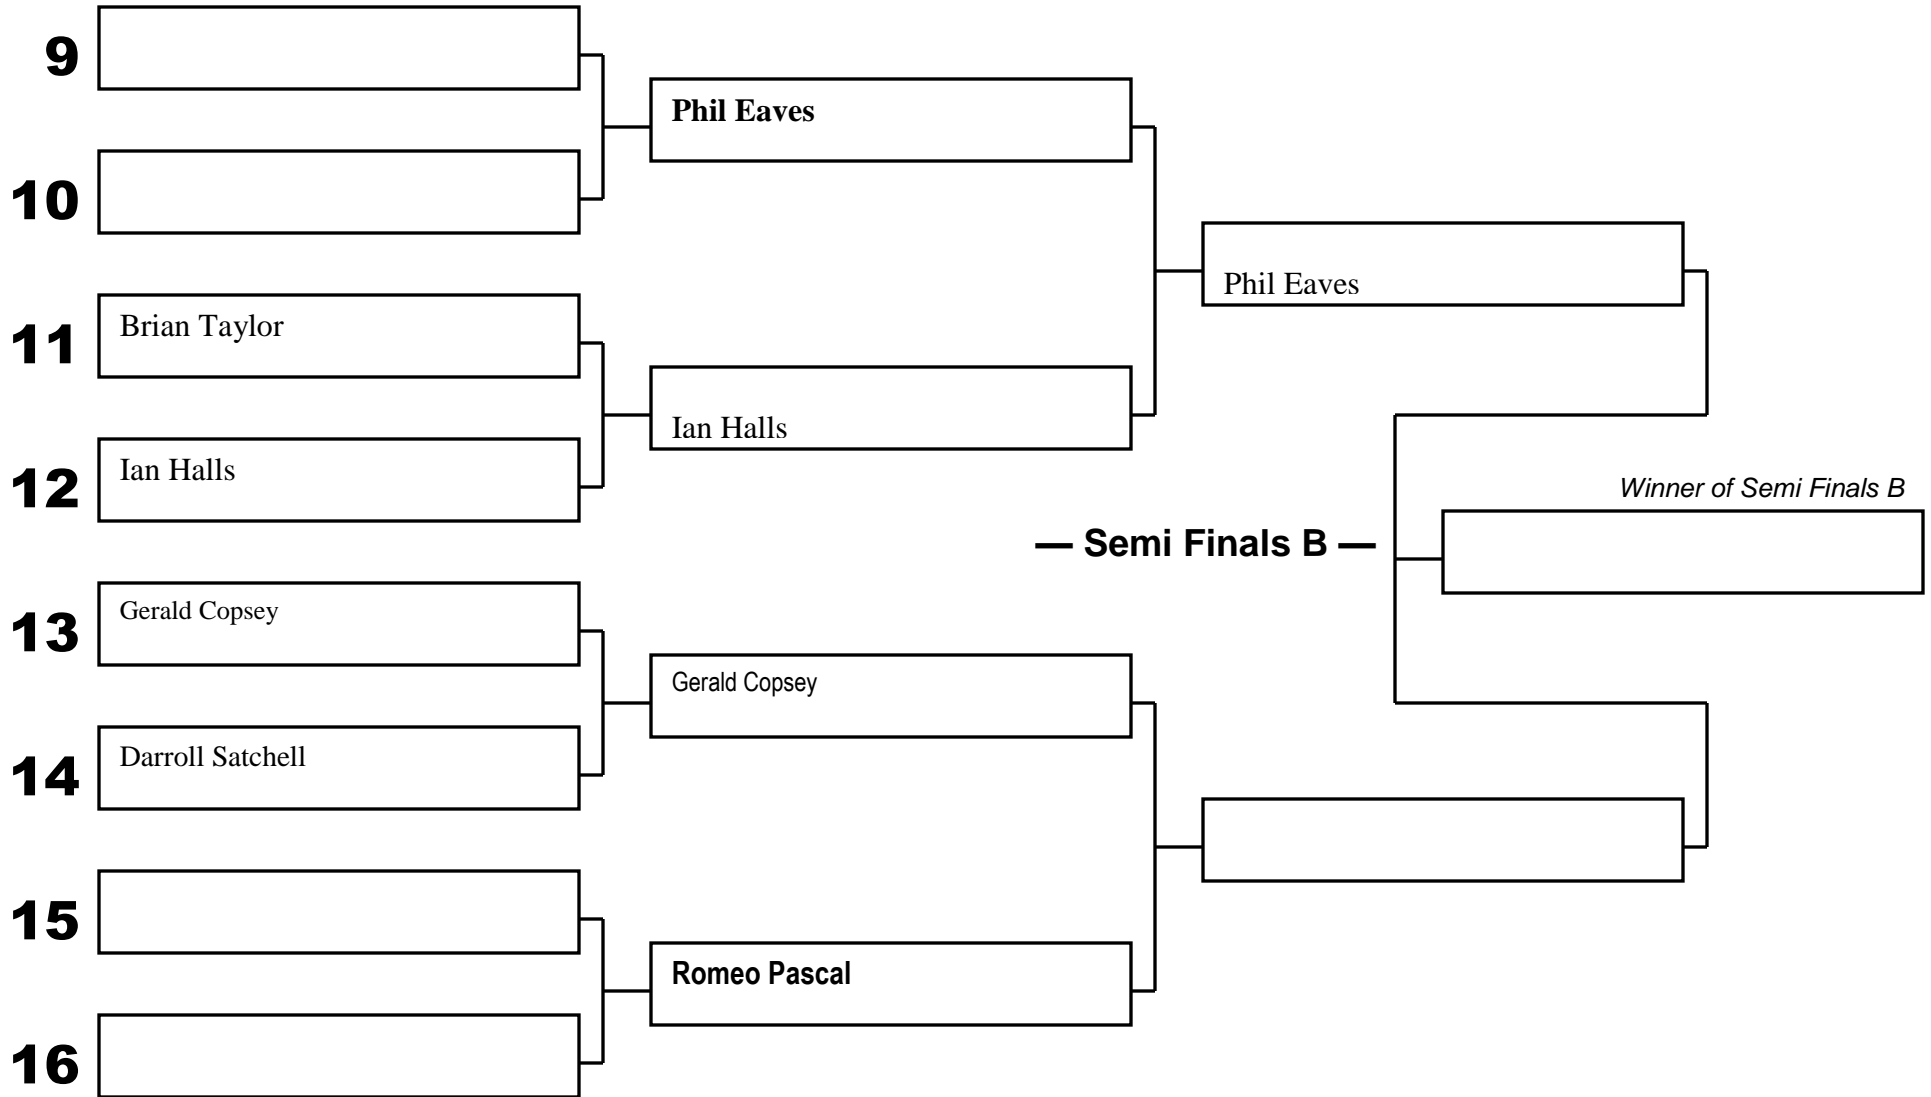 9
Phil Eaves
10
Phil Eaves
11
Brian Taylor
Ian Halls
12
Ian Halls
Winner of Semi Finals B
— Semi Finals B —
13
Gerald Copsey
Gerald Copsey
14
Darroll Satchell
15
Romeo Pascal
16